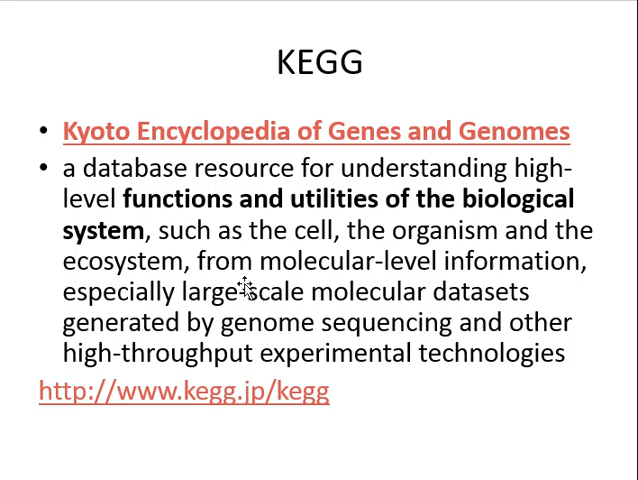 KEGG
• Kyoto Encyclopedia of Genes and Genomes
• a database resource for understanding high-
level functions and utilities of the biological
system, such as the cell, the organism and the
ecosystem, from molecular-level information,
especially large-scale molecular datasets
generated by genome sequencing and other
high-throughput experimental technologies
http://www.kegg.jp/kegg